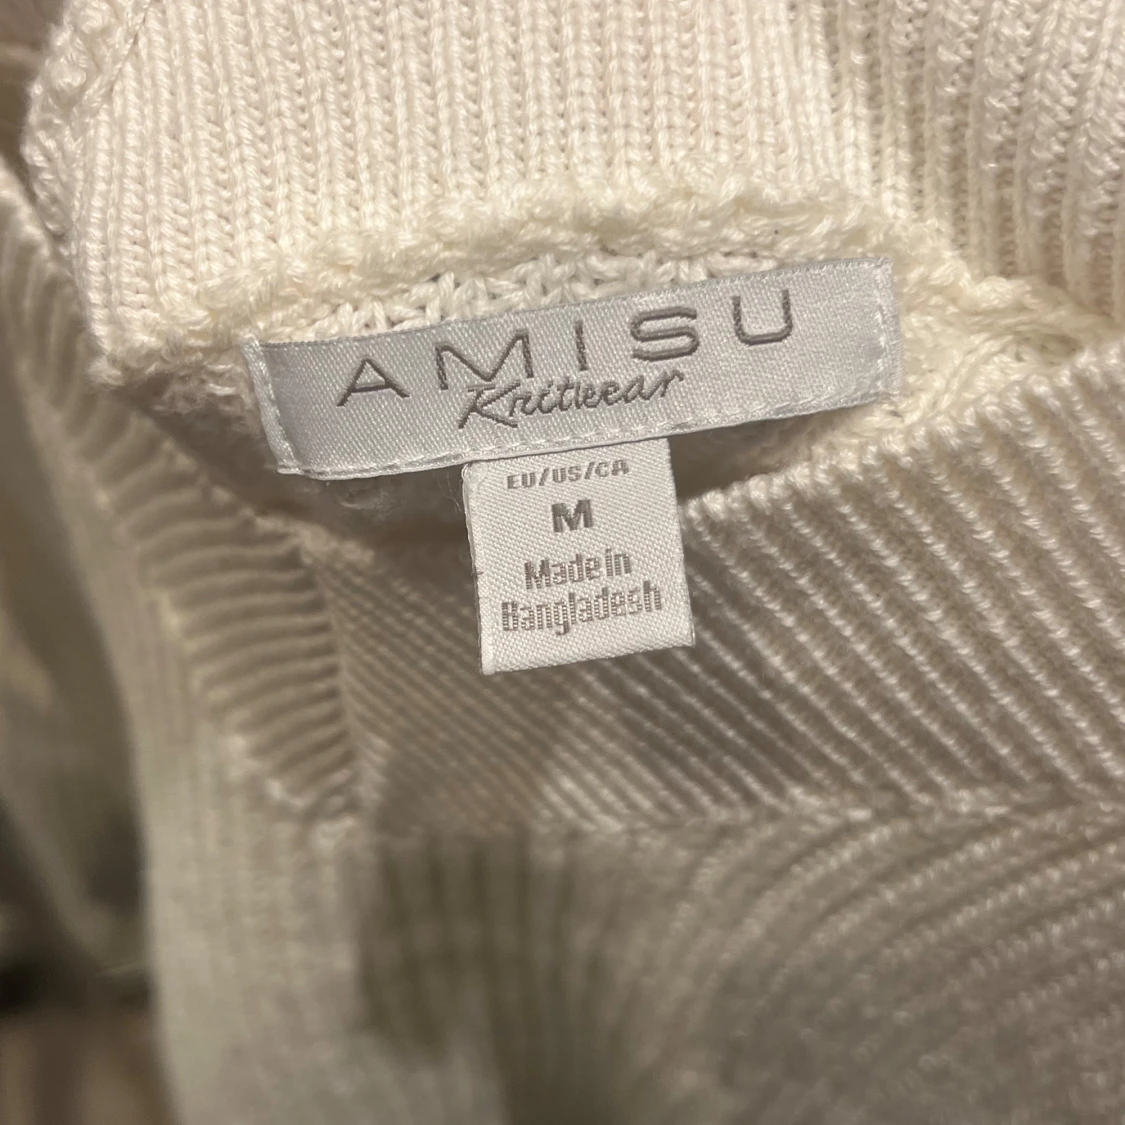 AMISU
Knitwear
EU/US/CA
M
Made in
Bangladesh